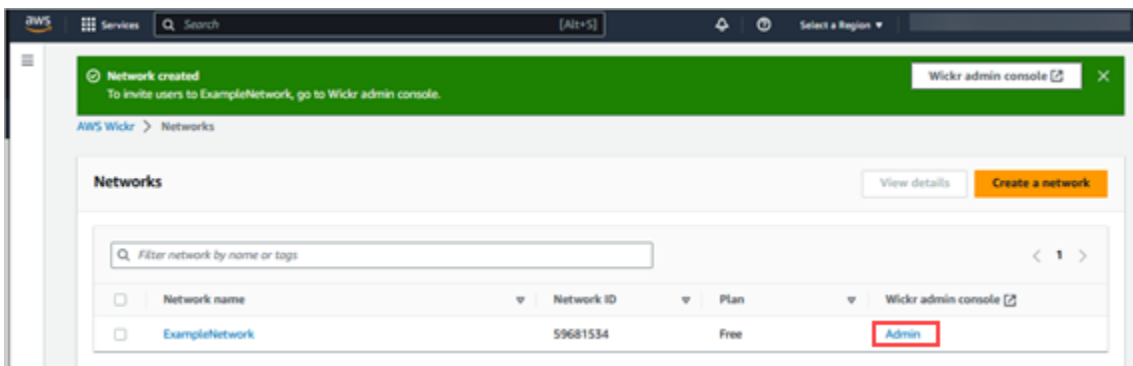 aws Services Search [Alt+S] Select a Region
Network created Wickr admin console
To invite users to ExampleNetwork, go to Wickr admin console.
AWS Wickr > Networks
Networks View details Create a network
Filter network by name or tags < 1 >
Network name Network ID Plan Wickr admin console
ExampleNetwork 59681534 Free Admin